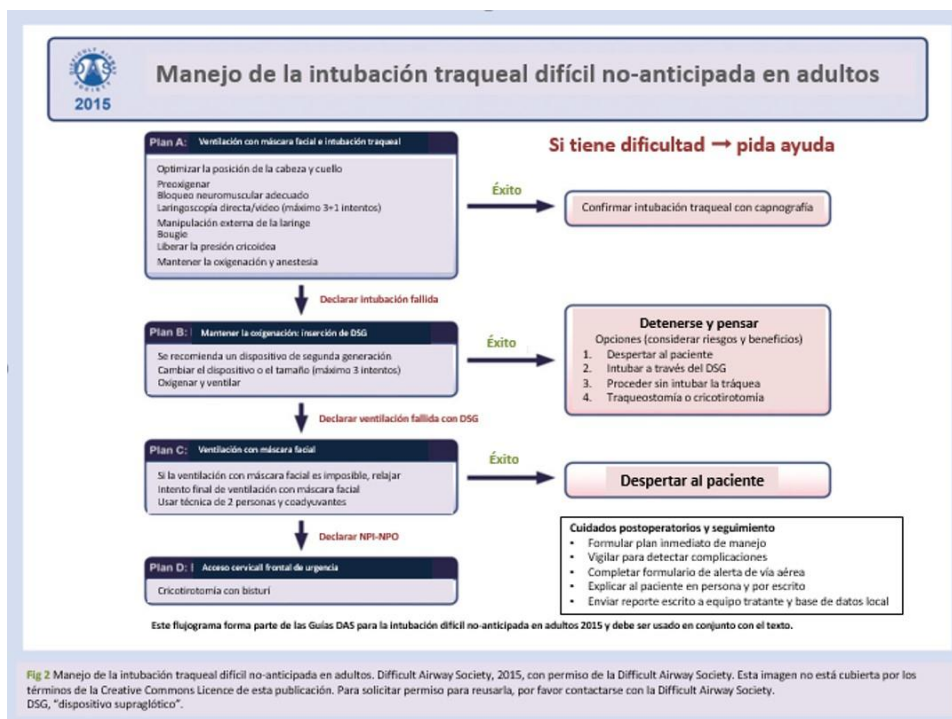 DIFFICULT AIRWAY SOCIETY
DAS
2015
Manejo de la intubación traqueal difícil no-anticipada en adultos
Si tiene dificultad → pida ayuda
Plan A: Ventilación con máscara facial e intubación traqueal
Optimizar la posición de la cabeza y cuello
Preoxigenar
Bloqueo neuromuscular adecuado
Laringoscopía directa/video (máximo 3+1 intentos)
Manipulación externa de la laringe
Bougie
Liberar la presión cricoidea
Mantener la oxigenación y anestesia
Éxito
Confirmar intubación traqueal con capnografía
Declarar intubación fallida
Plan B: Mantener la oxigenación: inserción de DSG
Se recomienda un dispositivo de segunda generación
Cambiar el dispositivo o el tamaño (máximo 3 intentos)
Oxigenar y ventilar
Éxito
Detenerse y pensar
Opciones (considerar riesgos y beneficios)
1. Despertar al paciente
2. Intubar a través del DSG
3. Proceder sin intubar la tráquea
4. Traqueostomía o cricotirotomía
Declarar ventilación fallida con DSG
Plan C: Ventilación con máscara facial
Si la ventilación con máscara facial es imposible, relajar
Intento final de ventilación con máscara facial
Usar técnica de 2 personas y coadyuvantes
Éxito
Despertar al paciente
Declarar NPI-NPO
Plan D: Acceso cervicall frontal de urgencia
Cricotirotomía con bisturí
Cuidados postoperatorios y seguimiento
• Formular plan inmediato de manejo
• Vigilar para detectar complicaciones
• Completar formulario de alerta de vía aérea
• Explicar al paciente en persona y por escrito
• Enviar reporte escrito a equipo tratante y base de datos local
Este flujograma forma parte de las Guías DAS para la intubación difícil no-anticipada en adultos 2015 y debe ser usado en conjunto con el texto.
Fig 2 Manejo de la intubación traqueal difícil no-anticipada en adultos. Difficult Airway Society, 2015, con permiso de la Difficult Airway Society. Esta imagen no está cubierta por los
términos de la Creative Commons Licence de esta publicación. Para solicitar permiso para reusarla, por favor contactarse con la Difficult Airway Society.
DSG, "dispositivo supraglótico".